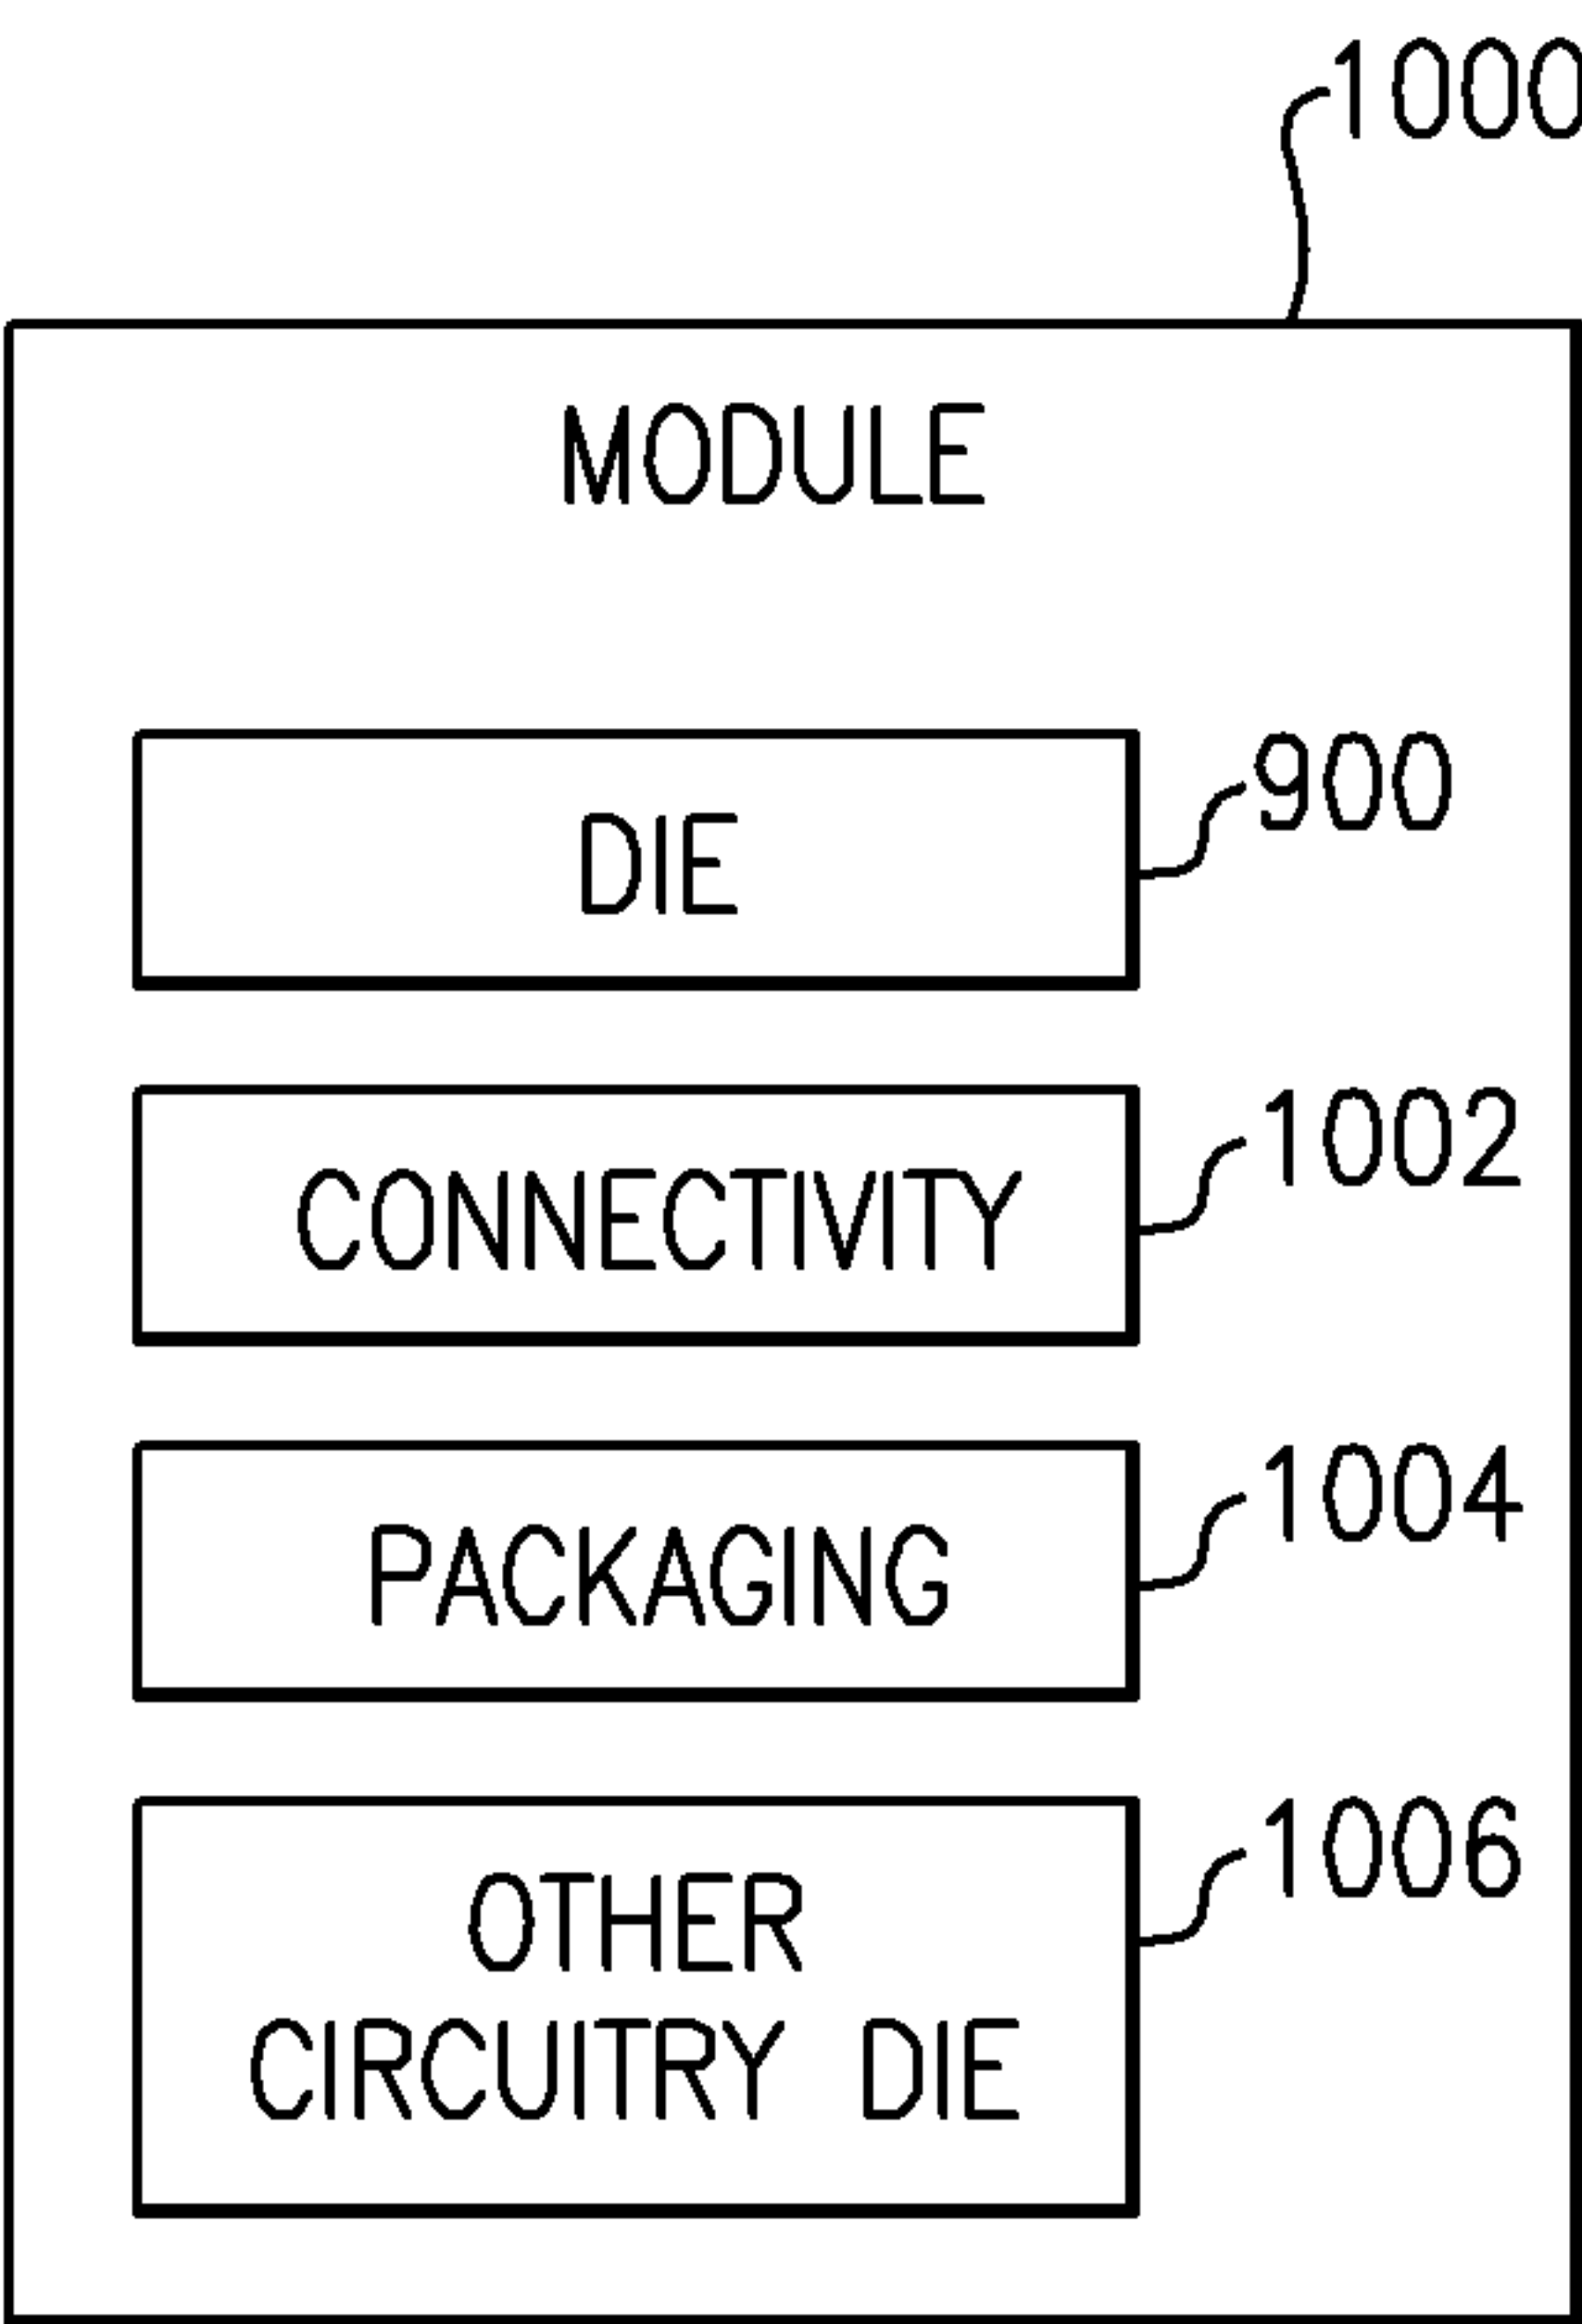 1000
MODULE
900
DIE
1002
CONNECTIVITY
1004
PACKAGING
1006
OTHER
CIRCUITRY DIE